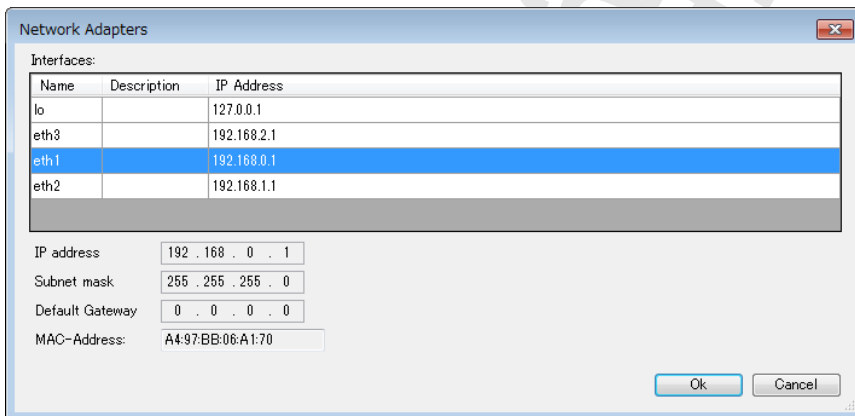 Network Adapters
Interfaces:
Name Description IP Address
lo 127.0.0.1
eth3 192.168.2.1
eth1 192.168.0.1
eth2 192.168.1.1
IP address 192 . 168 . 0 . 1
Subnet mask 255 . 255 . 255 . 0
Default Gateway 0 . 0 . 0 . 0
MAC-Address: A4:97:BB:06:A1:70
Ok Cancel